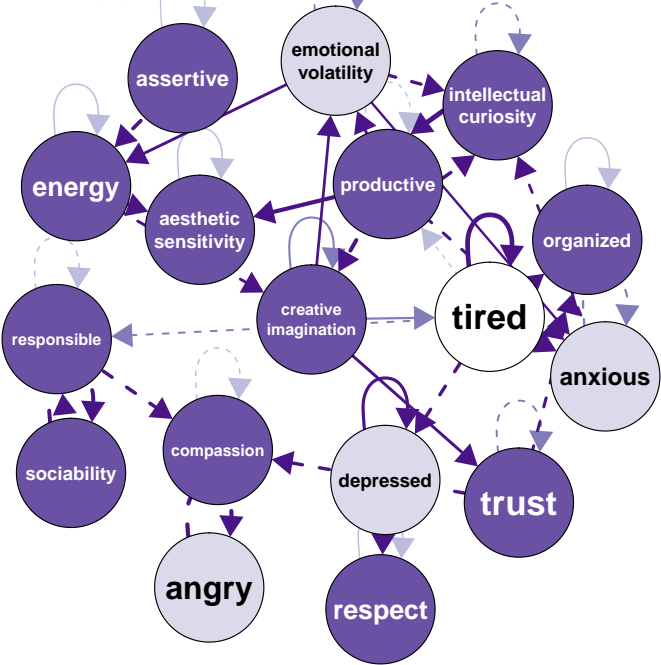 emotional
volatility
assertive
intellectual
curiosity
energy
productive
aesthetic
sensitivity
organized
creative
imagination
tired
responsible
anxious
compassion
sociability
depressed
trust
angry
respect